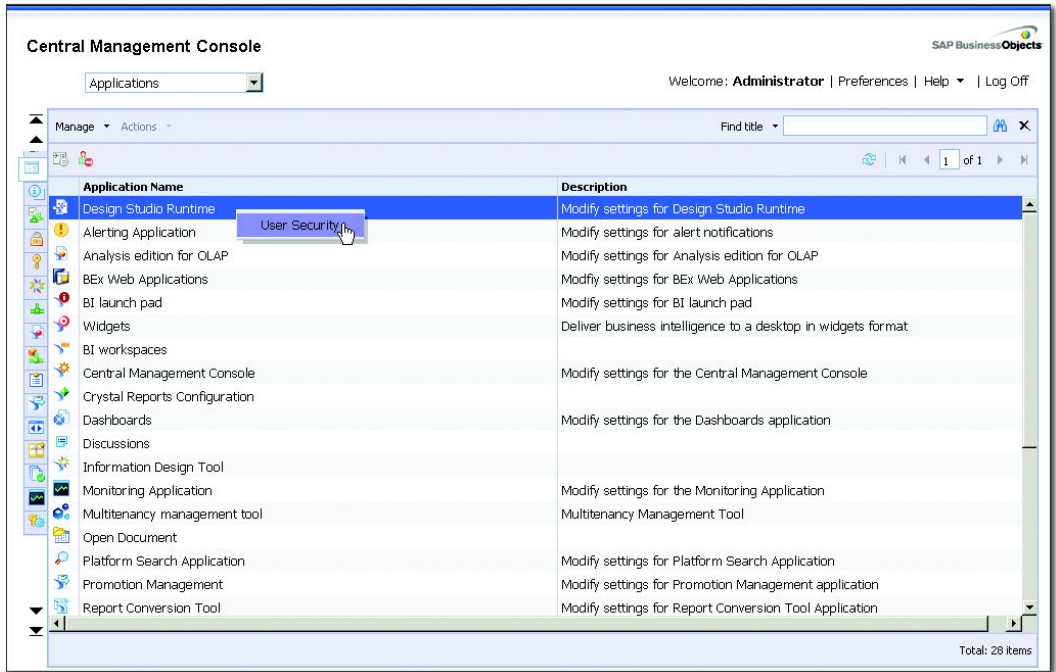 Central Management Console
SAP BusinessObjects
Applications
Welcome: Administrator | Preferences | Help | Log Off
Manage Actions
Find title
1 of 1
Application Name Description
Design Studio Runtime Modify settings for Design Studio Runtime
User Security
Alerting Application Modify settings for alert notifications
Analysis edition for OLAP Modify settings for Analysis edition for OLAP
BEx Web Applications Modify settings for BEx Web Applications
BI launch pad Modify settings for BI launch pad
Widgets Deliver business intelligence to a desktop in widgets format
BI workspaces
Central Management Console Modify settings for the Central Management Console
Crystal Reports Configuration
Dashboards Modify settings for the Dashboards application
Discussions
Information Design Tool
Monitoring Application Modify settings for the Monitoring Application
Multitenancy management tool Multitenancy Management Tool
Open Document
Platform Search Application Modify settings for Platform Search Application
Promotion Management Modify settings for Promotion Management application
Report Conversion Tool Modify settings for Report Conversion Tool Application
Total: 28 items